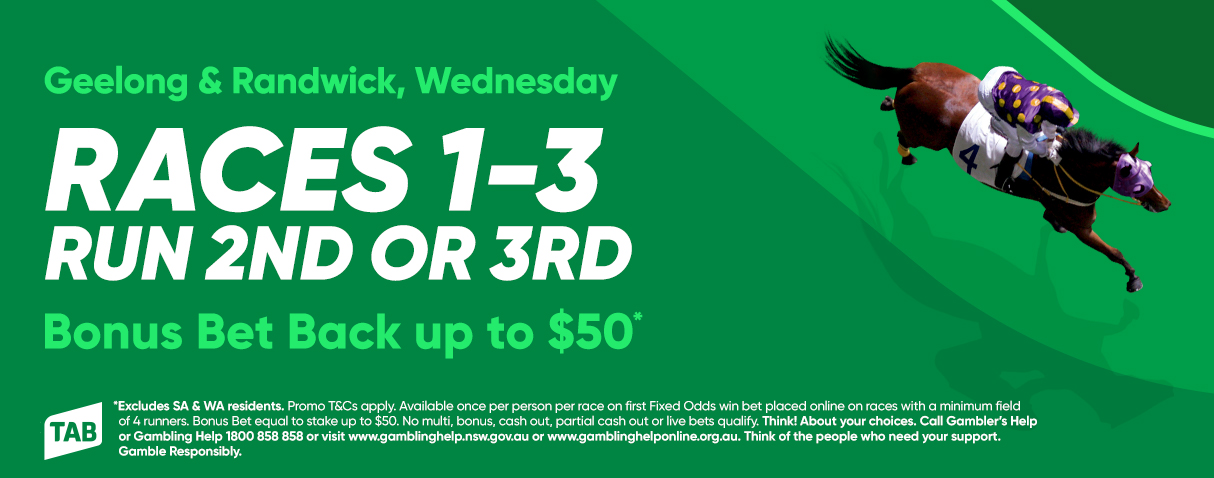 Geelong & Randwick, Wednesday
RACES 1-3
RUN 2ND OR 3RD
Bonus Bet Back up to $50*
4
TAB
*Excludes SA & WA residents. Promo T&Cs apply. Available once per person per race on first Fixed Odds win bet placed online on races with a minimum field
of 4 runners. Bonus Bet equal to stake up to $50. No multi, bonus, cash out, partial cash out or live bets qualify. Think! About your choices. Call Gambler's Help
or Gambling Help 1800 858 858 or visit www.gamblinghelp.nsw.gov.au or www.gamblinghelponline.org.au. Think of the people who need your support.
Gamble Responsibly.